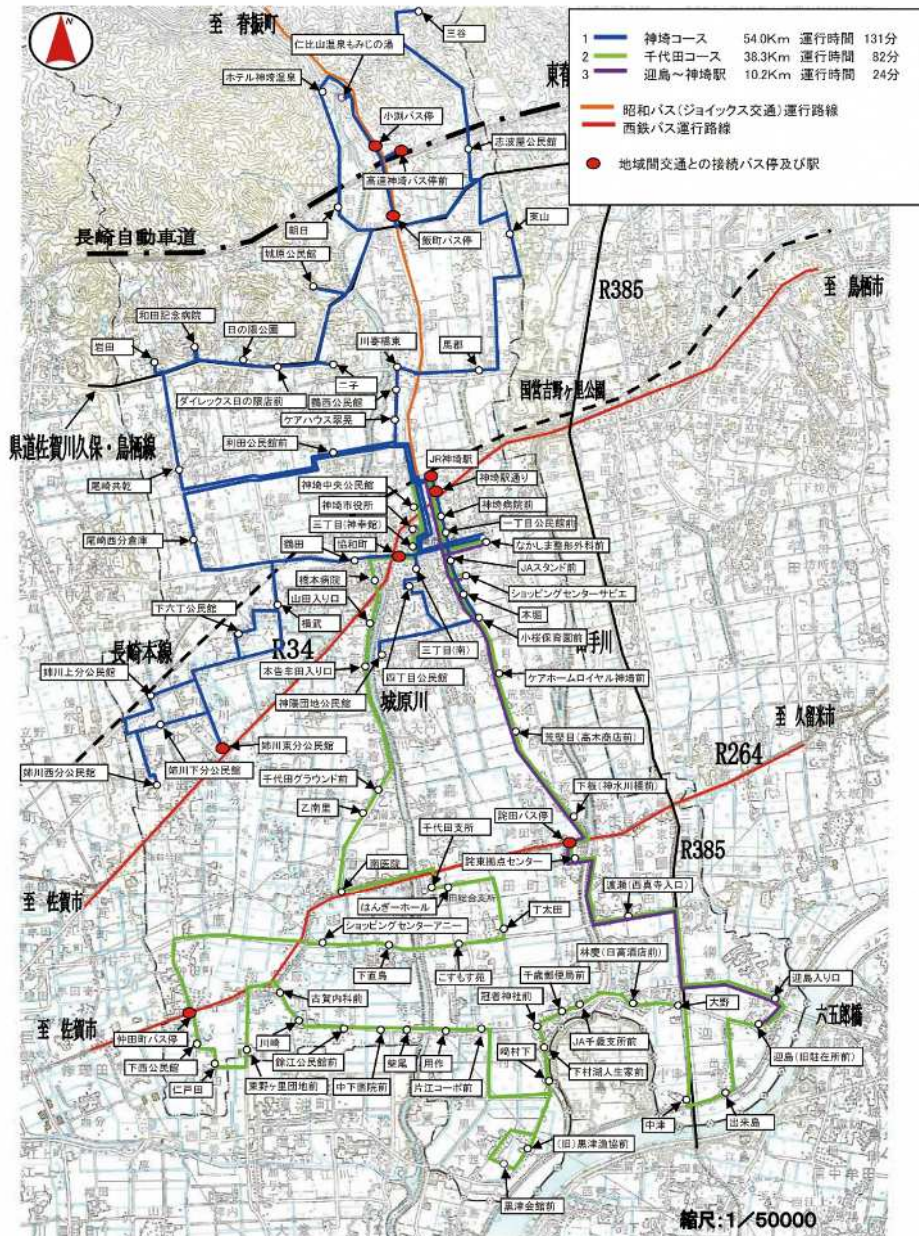 N
至 脊振町
三谷
仁比山温泉もみじの湯
ホテル神埼温泉
小渕バス停
志波屋公民館
高速神埼バス停前
東山
朝日
飯町バス停
長崎自動車道
城原公民館
1 神埼コース 54.0Km 運行時間 131分
2 千代田コース 38.3Km 運行時間 82分
3 迎島～神埼駅 10.2Km 運行時間 24分
昭和バス(ジョイックス交通)運行路線
西鉄バス運行路線
地域間交通との接続バス停及び駅
R385
至 鳥栖市
和田記念病院
日の隈公園
岩田
川寄橋東
馬郡
二子
ダイレックス日の隈店前
鶴西公民館
国営吉野ヶ里公園
ケアハウス翠晃
県道佐賀川久保・鳥栖線
利田公民館前
JR神埼駅
尾崎共乾
神埼中央公民館
神埼駅通り
神埼市役所
神埼病院前
三丁目(神幸館)
一丁目公民館前
尾崎西分倉庫
鶴田
協和町
なかしま整形外科前
JAスタンド前
橋本病院
ショッピングセンターサピエ
山田入り口
木堀
下六丁公民館
横武
小桜保育園前
三丁目(南)
長崎本線
R34
姉川上分公民館
本告牟田入り口
四丁目公民館
ケアホームロイヤル神埼前
神陽団地公民館
城原川
至 久留米市
荒堅目(高木商店前)
姉川東分公民館
R264
姉川西分公民館
姉川下分公民館
千代田グラウンド前
下板(神水川橋前)
乙南里
詫田バス停
千代田支所
R385
詫東拠点センター
南医院
渡瀬(西真寺入口)
至 佐賀市
はんぎーホール
丁太田
ショッピングセンターアニー
林慶(日高酒店前)
下直鳥
こすもす苑
千歳郵便局前
迎島入り口
古賀内科前
冠者神社前
大野
六五郎橋
至 佐賀市
仲田町バス停
川崎
JA千歳支所前
迎島(旧駐在所前)
下西公民館
餘江公民館前
柴尾
用作
崎村下
下村湖人生家前
仁戸田
東野ヶ里団地前
中下医院前
片江コーポ前
中津
出来島
(旧)黒津漁協前
黒津会館前
縮尺：1／50000